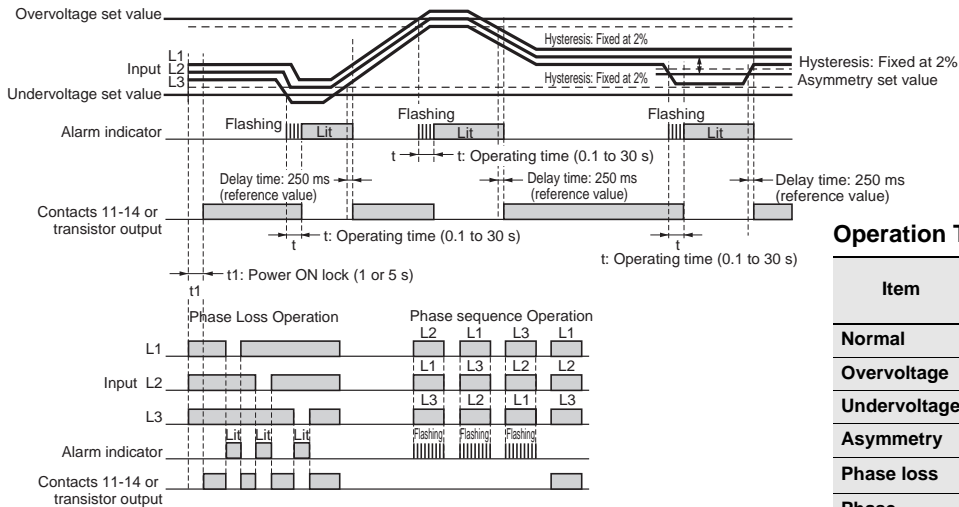 Overvoltage set value
Hysteresis: Fixed at 2%
L1
Input L2
L3
Hysteresis: Fixed at 2%
Hysteresis: Fixed at 2%
Asymmetry set value
Undervoltage set value
Flashing
Flashing
Flashing
Alarm indicator
Lit
Lit
Lit
t
t: Operating time (0.1 to 30 s)
Delay time: 250 ms
(reference value)
Delay time: 250 ms
(reference value)
Delay time: 250 ms
(reference value)
Contacts 11-14 or
transistor output
t
t: Operating time (0.1 to 30 s)
t
t: Operating time (0.1 to 30 s)
t1: Power ON lock (1 or 5 s)
t1
Phase Loss Operation
Phase sequence Operation
L2 L1 L3 L1
L1
L1 L3 L2 L2
Input L2
L3 L2 L1 L3
L3
Lit Lit Lit
Flashing Flashing Flashing
Alarm indicator
Contacts 11-14 or
transistor output
Operation T
Item
Normal
Overvoltage
Undervoltage
Asymmetry
Phase loss
Phase